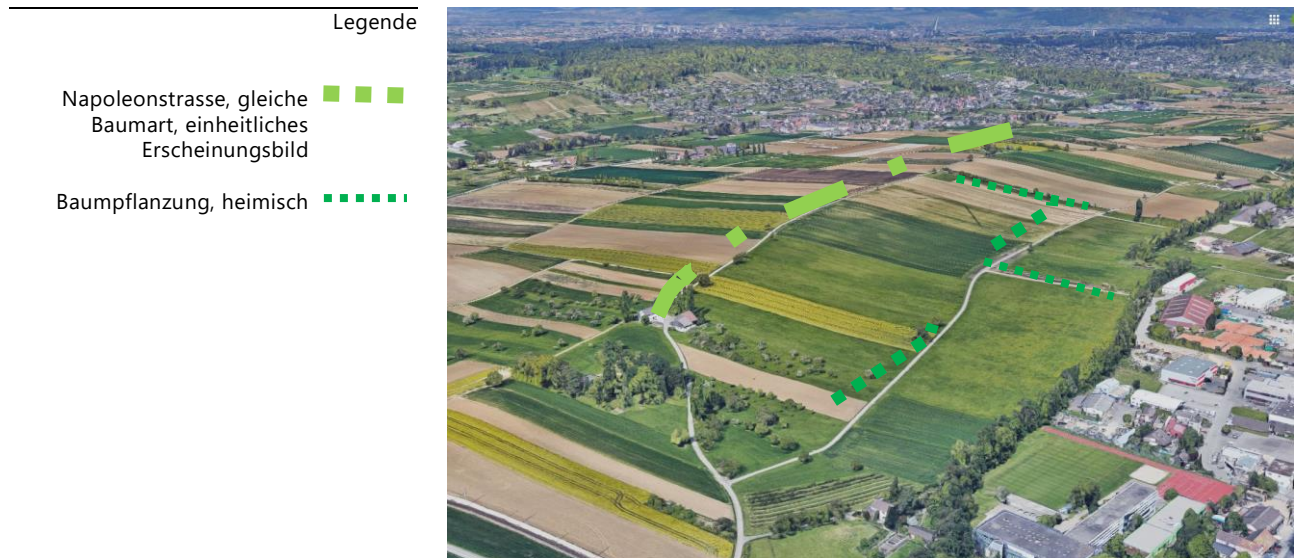 Legende
Napoleonstrasse, gleiche
Baumart, einheitliches
Erscheinungsbild
Baumpflanzung, heimisch